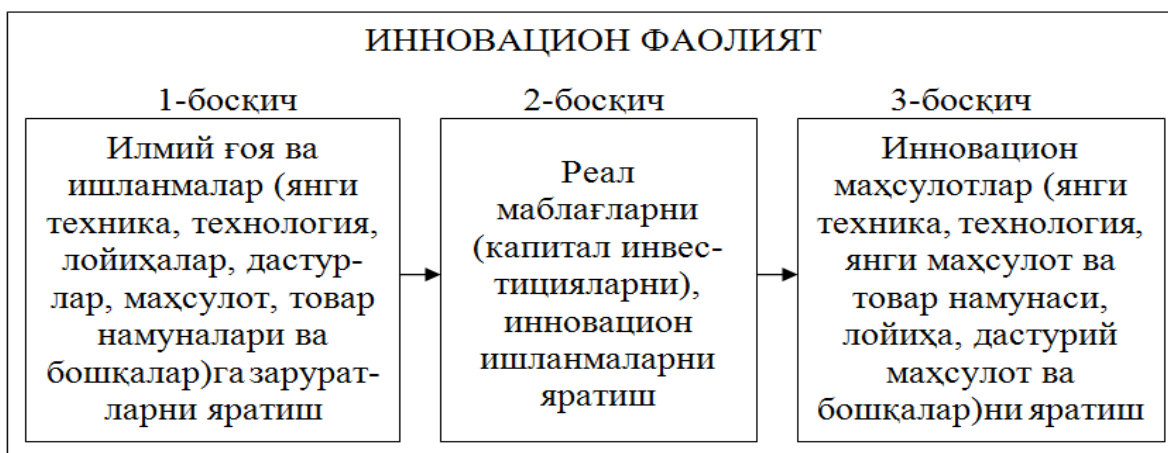 ИННОВАЦИОН ФАОЛИЯТ
1-босқич
Илмий ғоя ва
ишланмалар (янги
техника, технология,
лойиҳалар, дастур-
лар, маҳсулот, товар
намуналари ва
бошқалар)га зарурат-
ларни яратиш
2-босқич
Реал
маблағларни
(капитал инвес-
тицияларни),
инновацион
ишланмаларни
яратиш
3-босқич
Инновацион
маҳсулотлар (янги
техника, технология,
янги маҳсулот ва
товар намунаси,
лойиҳа, дастурий
маҳсулот ва
бошқалар)ни яратиш